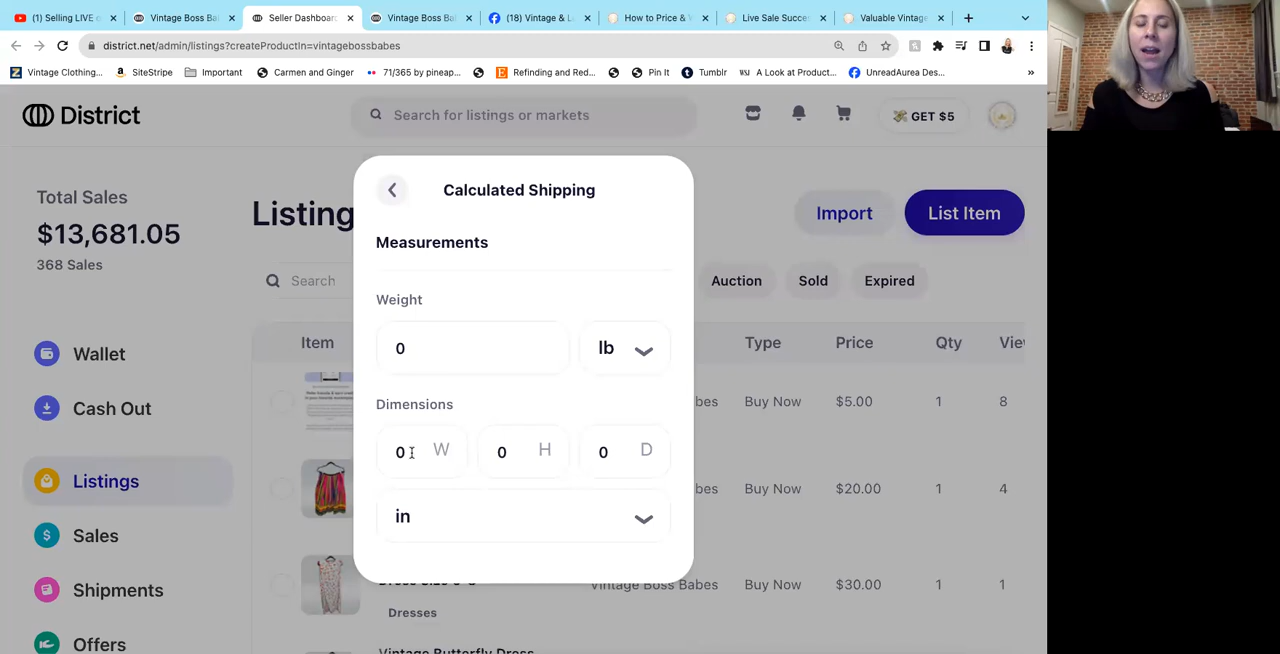 (1) Selling LIVE o
Vintage Boss Ba
Seller Dashboard
Vintage Boss Bal
(18) Vintage & L
How to Price & 
Live Sale Succe
Valuable Vintage
district.net/admin/listings?createProductIn=vintagebossbabes
Vintage Clothing...
SiteStripe
Important
Carmen and Ginger
71/365 by pineap...
Refinding and Red...
Pin It
Tumblr
A Look at Product...
UnreadAurea Des...
»
District
Search for listings or markets
GET $5
Total Sales
$13,681.05
368 Sales
Wallet
Cash Out
Listings
Sales
Shipments
Offers
Listing
Import
List Item
Search
Auction
Sold
Expired
Item
Type
Price
Qty
Vie
bes
Buy Now
$5.00
1
8
bes
Buy Now
$20.00
1
4
Vintage Boss Babes
Buy Now
$30.00
1
1
Dresses
Vintage Butterfly Dress
Calculated Shipping
Measurements
Weight
0
lb
Dimensions
0 W
0 H
0 D
in